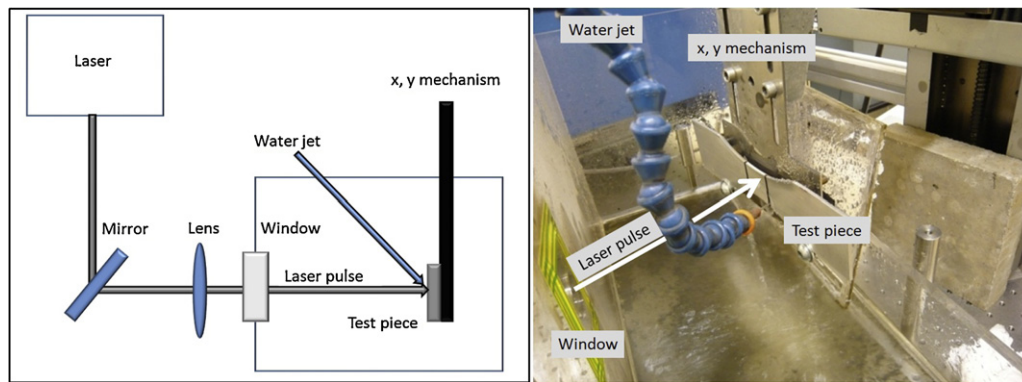 Laser
x, y mechanism
Water jet
Mirror
Lens
Window
Laser pulse
Test piece
Water jet
x, y mechanism
Laser pulse
Test piece
Window